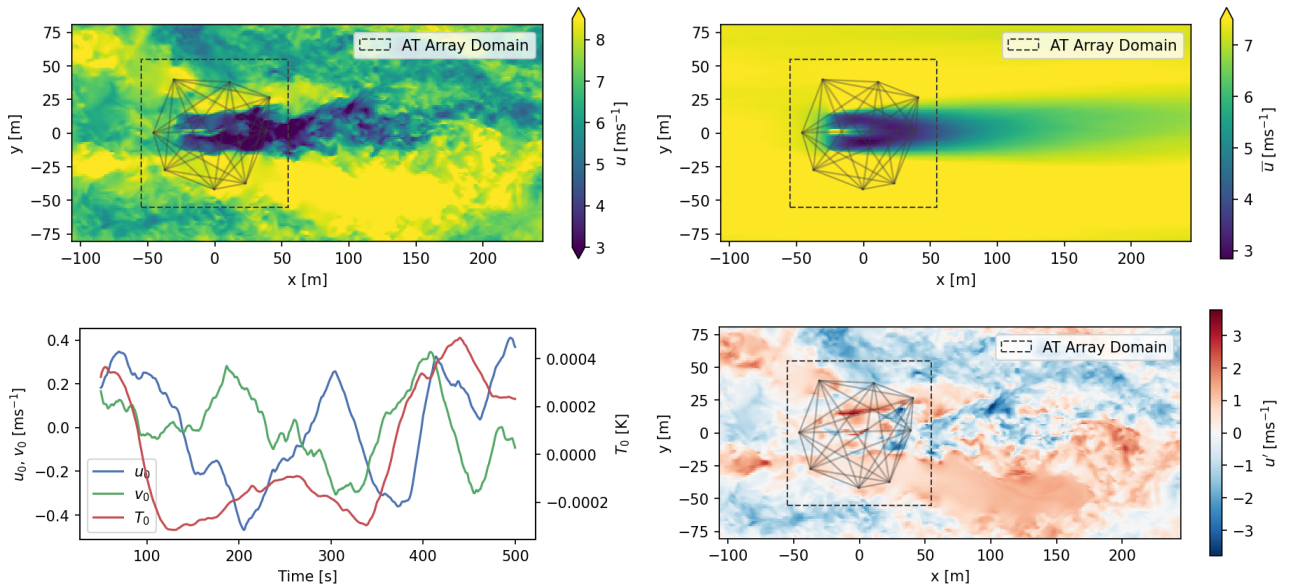 75
50
25
0
−25
−50
−75
y [m]
AT Array Domain
−100 −50 0 50 100 150 200
x [m]
8
7
6
5
4
3
u [ms⁻¹]
75
50
25
0
−25
−50
−75
y [m]
AT Array Domain
−100 −50 0 50 100 150 200
x [m]
7
6
5
4
3
u̅ [ms⁻¹]
0.4
0.2
0.0
−0.2
−0.4
u₀, v₀ [ms⁻¹]
u₀
v₀
T₀
100 200 300 400 500
Time [s]
0.0004
0.0002
0.0000
−0.0002
T₀ [K]
75
50
25
0
−25
−50
−75
y [m]
AT Array Domain
−100 −50 0 50 100 150 200
x [m]
3
2
1
0
−1
−2
−3
u′ [ms⁻¹]